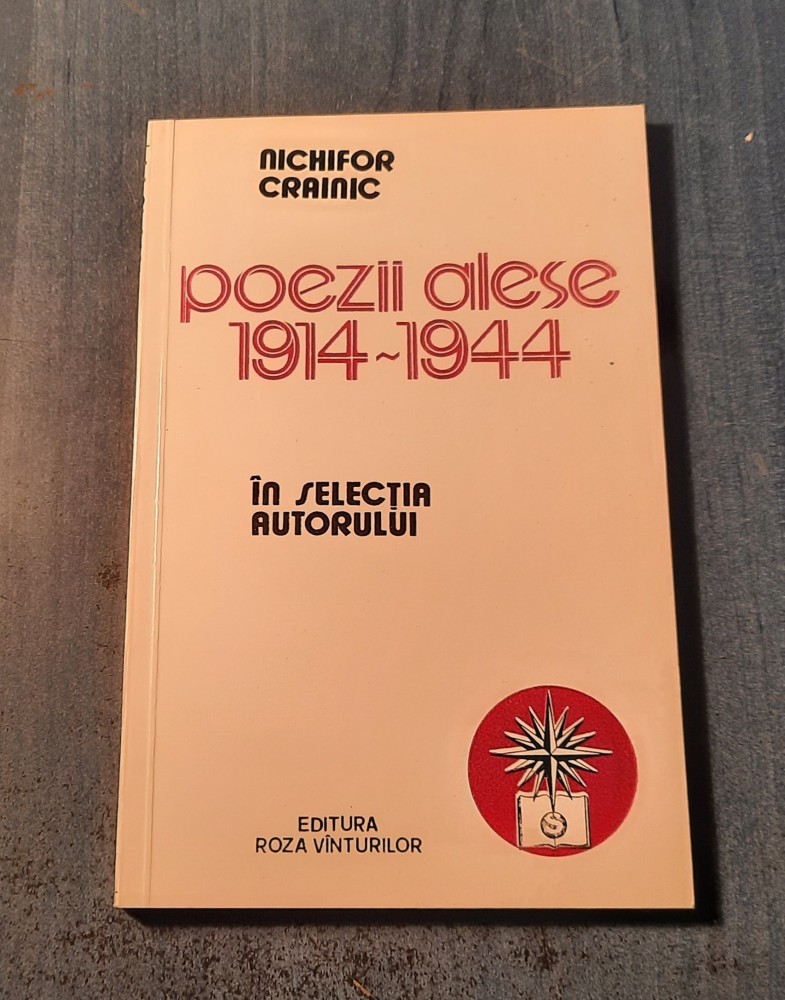 NICHIFOR
CRAINIC
poezii alese
1914~1944
ÎN SELECȚIA
AUTORULUI
EDITURA
ROZA VÎNTURILOR